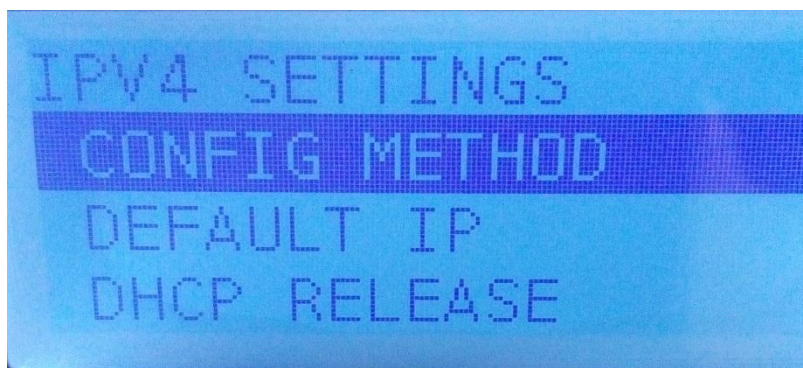 IPV4 SETTINGS
CONFIG METHOD
DEFAULT IP
DHCP RELEASE